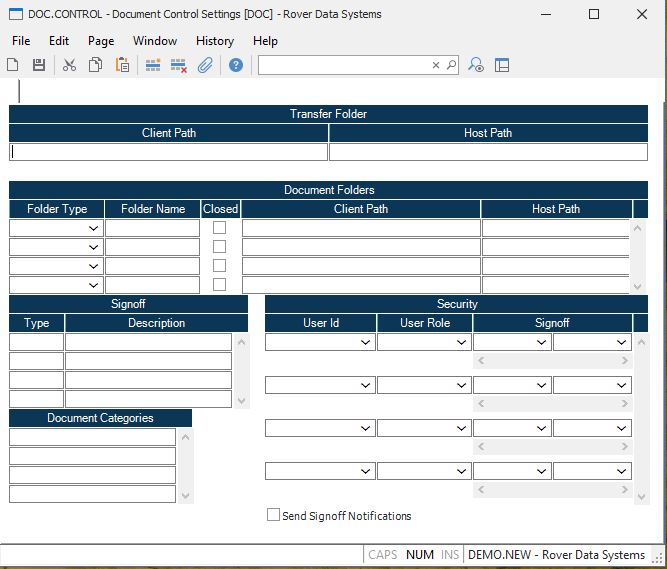 DOC.CONTROL - Document Control Settings [DOC] - Rover Data Systems
File Edit Page Window History Help
Transfer Folder
Client Path Host Path
Document Folders
Folder Type Folder Name Closed Client Path Host Path
Signoff Security
Type Description User Id User Role Signoff
Document Categories
Send Signoff Notifications
CAPS NUM INS DEMO.NEW - Rover Data Systems